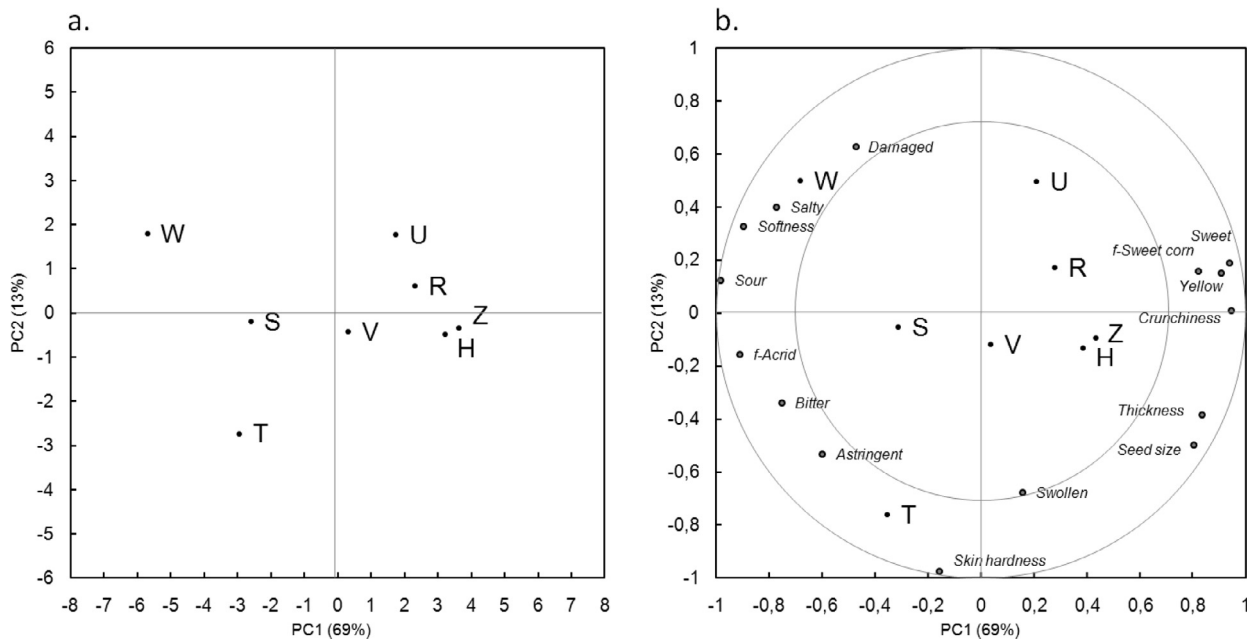 a.
6
5
4
3
2
1
0
-1
-2
-3
-4
-5
-6
PC2 (13%)
W
U
R
S
V
Z
H
T
-8 -7 -6 -5 -4 -3 -2 -1 0 1 2 3 4 5 6 7 8
PC1 (69%)
b.
1
0,8
0,6
0,4
0,2
0
-0,2
-0,4
-0,6
-0,8
-1
PC2 (13%)
Damaged
W
U
Salty
Softness
Sweet
f-Sweet corn
R
Yellow
Sour
Crunchiness
S
V
Z
H
f-Acrid
Bitter
Thickness
Astringent
Seed size
Swollen
T
Skin hardness
-1 -0,8 -0,6 -0,4 -0,2 0 0,2 0,4 0,6 0,8 1
PC1 (69%)